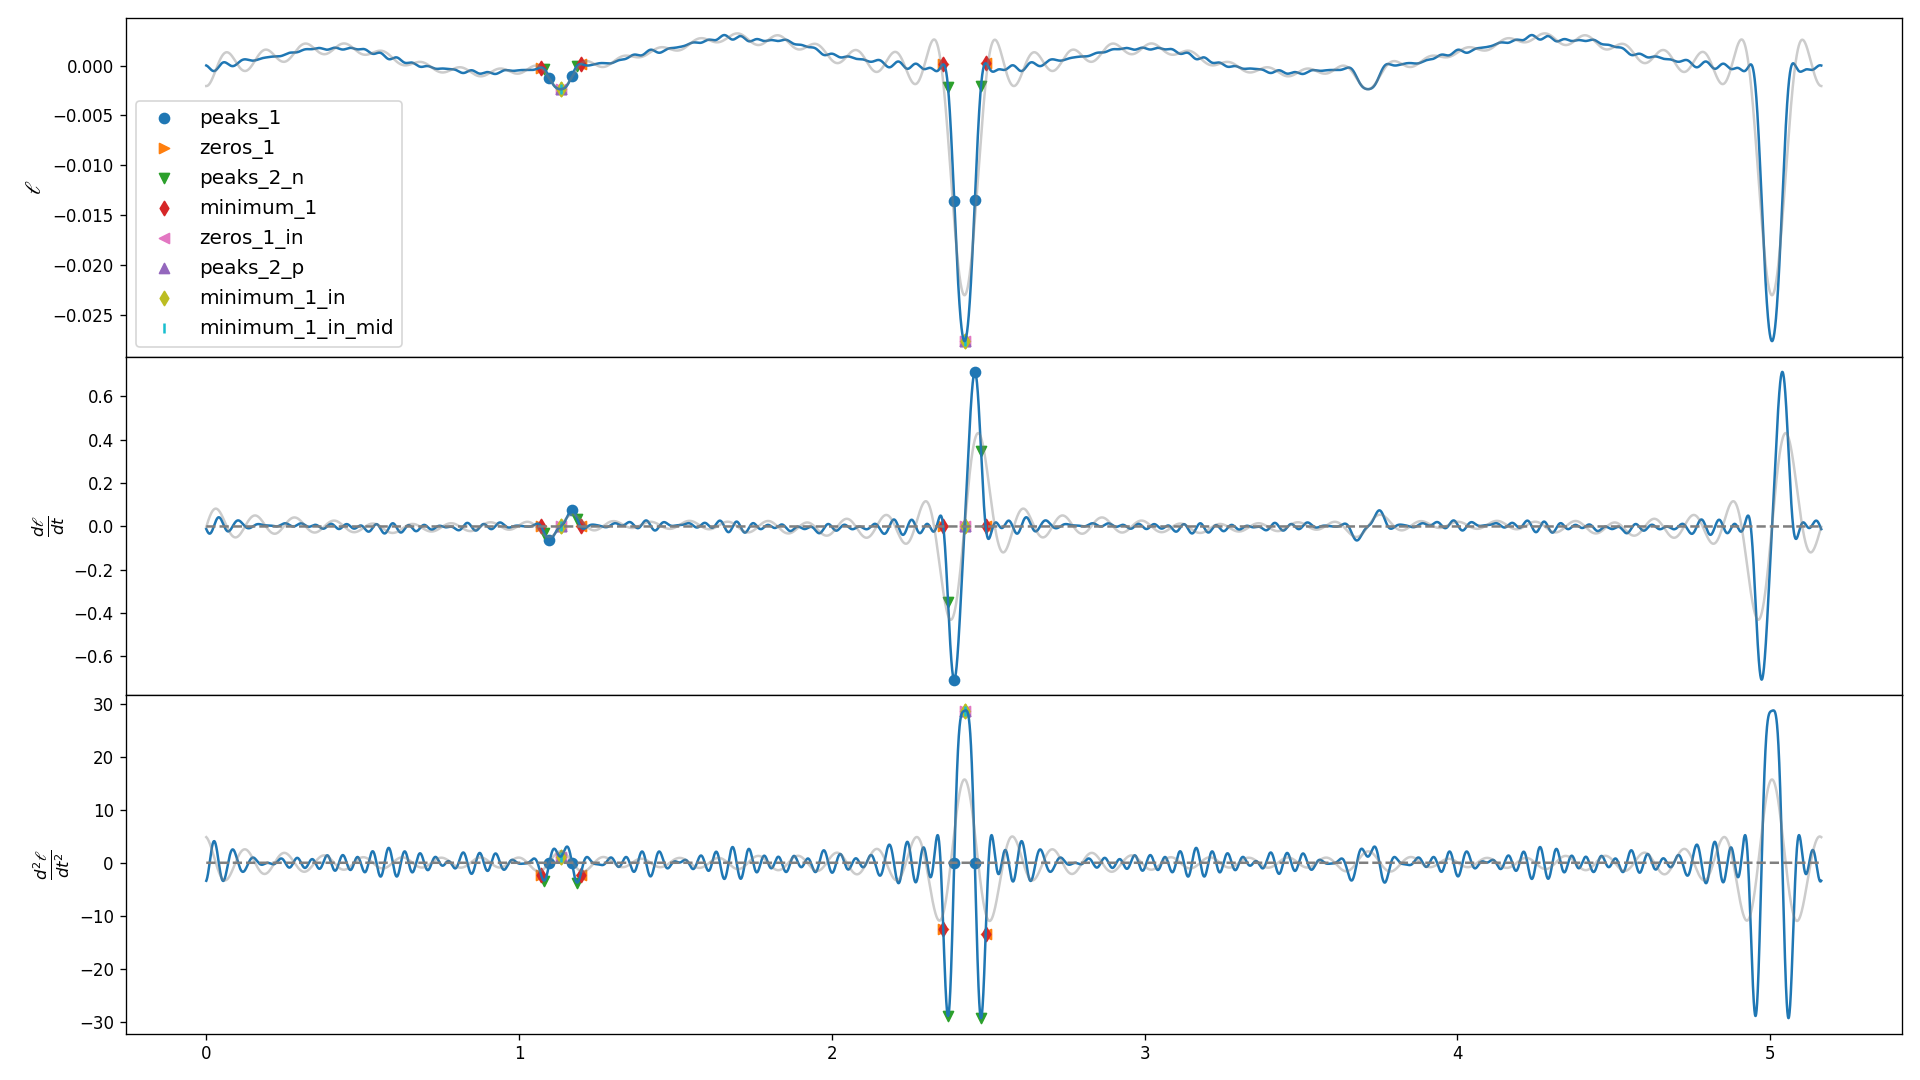 0.000
−0.005
−0.010
−0.015
−0.020
−0.025
ℓ
peaks_1
zeros_1
peaks_2_n
minimum_1
zeros_1_in
peaks_2_p
minimum_1_in
minimum_1_in_mid
0.6
0.4
0.2
0.0
−0.2
−0.4
−0.6
dℓ
dt
30
20
10
0
−10
−20
−30
d²ℓ
dt²
0 1 2 3 4 5